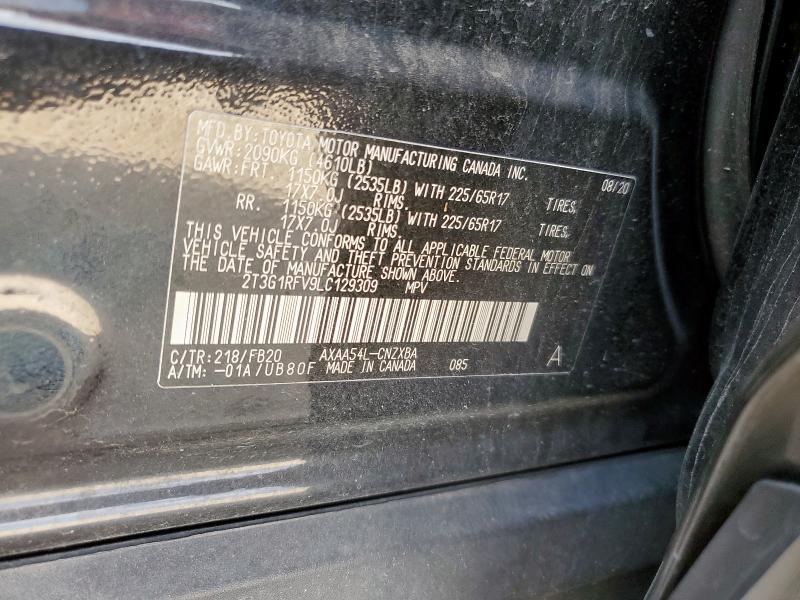 MFD. BY: TOYOTA MOTOR MANUFACTURING CANADA INC. 08/20
GVWR: 2090KG (4610LB)
GAWR: FRT. 1150KG (2535LB) WITH 225/65R17 TIRES,
17X7.0J RIMS.
RR. 1150KG (2535LB) WITH 225/65R17 TIRES,
17X7.0J RIMS.
THIS VEHICLE CONFORMS TO ALL APPLICABLE FEDERAL MOTOR
VEHICLE SAFETY AND THEFT PREVENTION STANDARDS IN EFFECT ON
THE DATE OF MANUFACTURE SHOWN ABOVE.
2T3G1RFV9LC129309 MPV
C/TR: 218/FB20 AXAA54L-CNZXBA A
A/TM: -01A/UB80F MADE IN CANADA 085